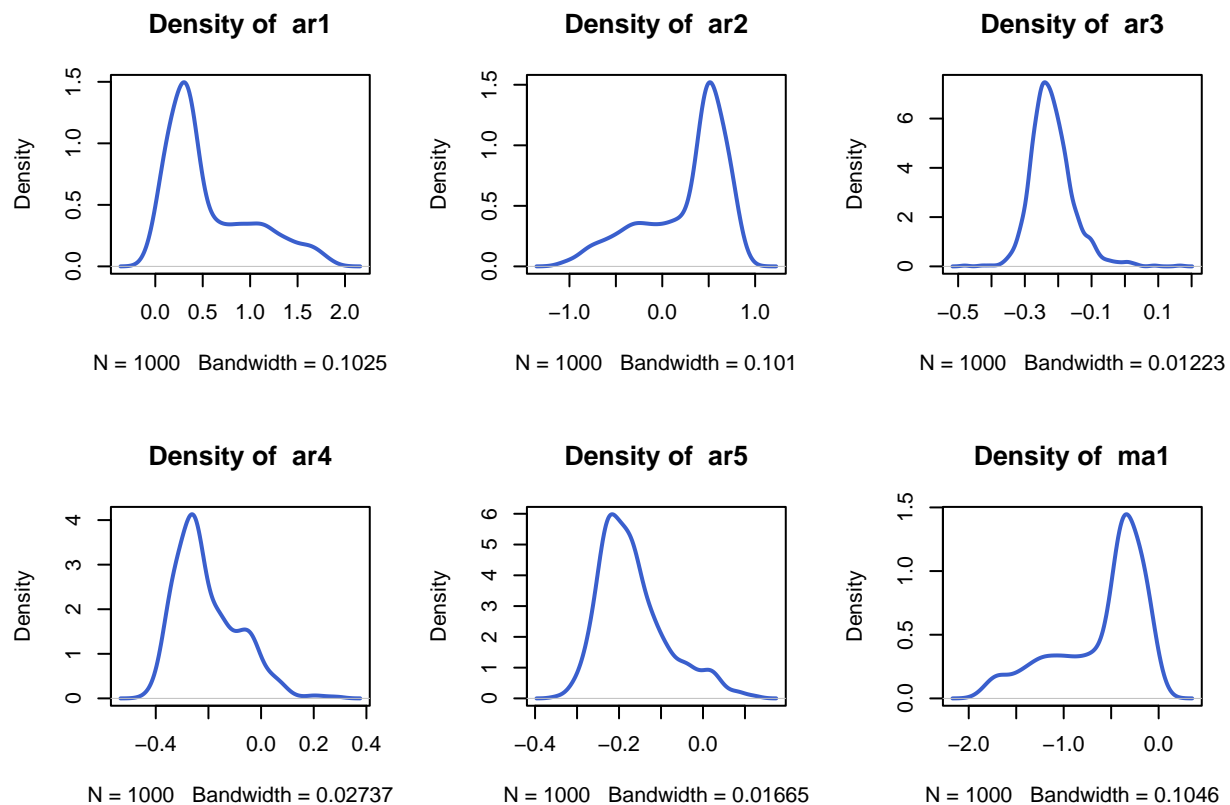 Density of ar1
Density
0.0 0.5 1.0 1.5
0.0 0.5 1.0 1.5 2.0
N = 1000 Bandwidth = 0.1025
Density of ar2
Density
0.0 0.5 1.0 1.5
−1.0 0.0 1.0
N = 1000 Bandwidth = 0.101
Density of ar3
Density
0 2 4 6
−0.5 −0.3 −0.1 0.1
N = 1000 Bandwidth = 0.01223
Density of ar4
Density
0 1 2 3 4
−0.4 0.0 0.2 0.4
N = 1000 Bandwidth = 0.02737
Density of ar5
Density
0 1 2 3 4 5 6
−0.4 −0.2 0.0
N = 1000 Bandwidth = 0.01665
Density of ma1
Density
0.0 0.5 1.0 1.5
−2.0 −1.0 0.0
N = 1000 Bandwidth = 0.1046